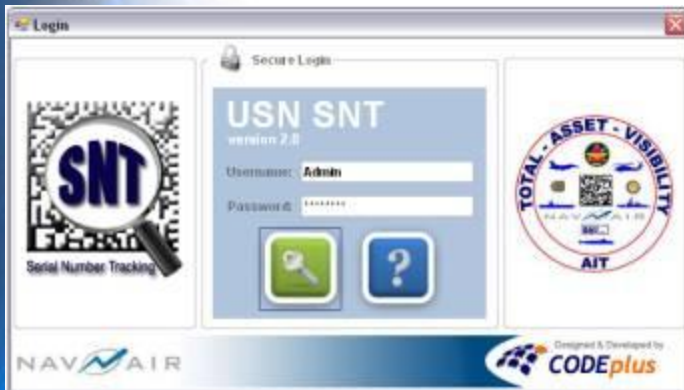 Login
Secure Login
SNT
Serial Number Tracking
USN SNT
version 2.0
Username: Admin
Password: ********
TOTAL - ASSET - VISIBILITY
NAVAIR
AIT
NAVAIR
Designed & Developed by
CODEplus